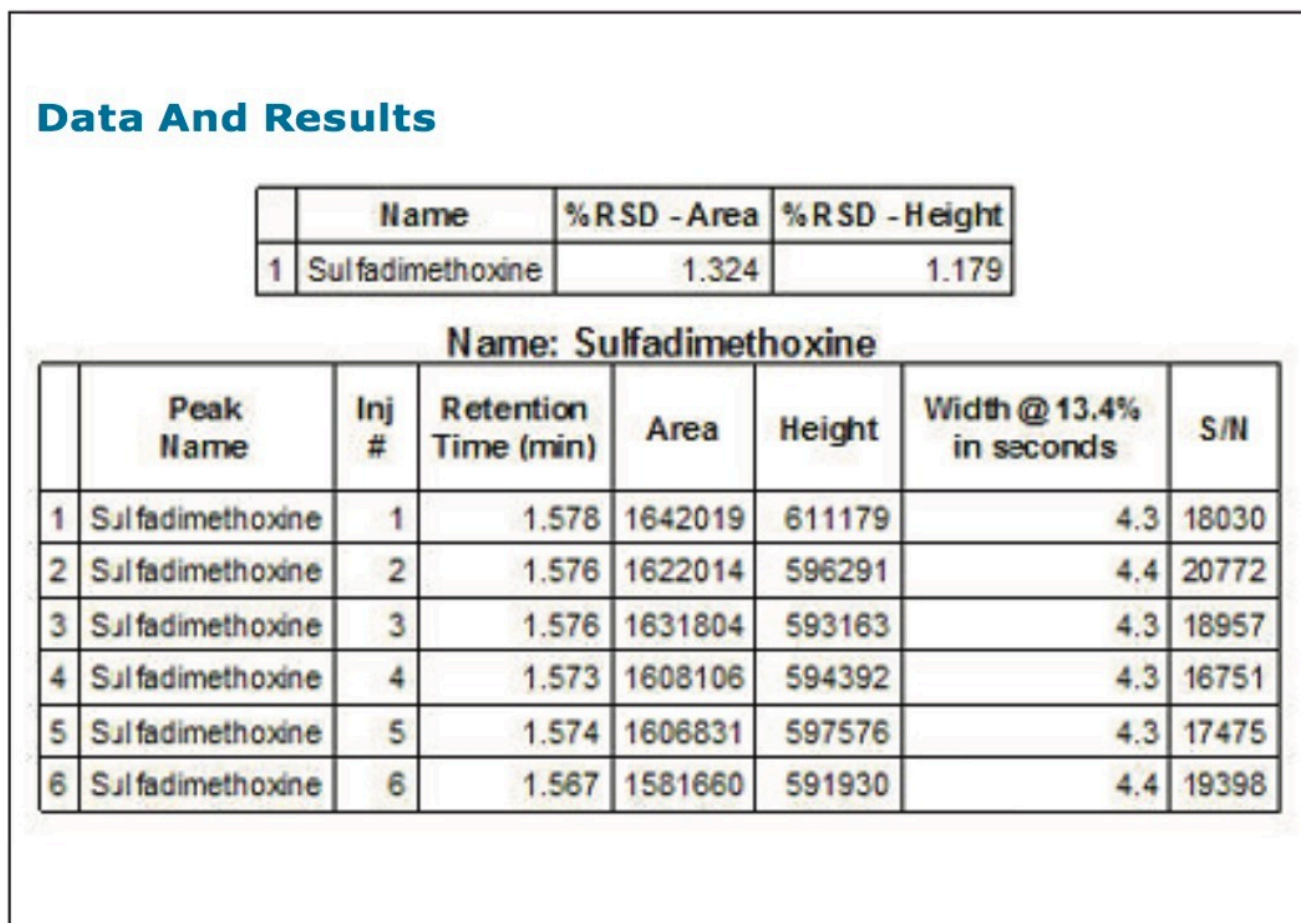 Data And Results
Name %RSD - Area %RSD - Height
1 Sulfadimethoxine 1.324 1.179
Name: Sulfadimethoxine
Peak Name Inj # Retention Time (min) Area Height Width @ 13.4% in seconds S/N
1 Sulfadimethoxine 1 1.578 1642019 611179 4.3 18030
2 Sulfadimethoxine 2 1.576 1622014 596291 4.4 20772
3 Sulfadimethoxine 3 1.576 1631804 593163 4.3 18957
4 Sulfadimethoxine 4 1.573 1608106 594392 4.3 16751
5 Sulfadimethoxine 5 1.574 1606831 597576 4.3 17475
6 Sulfadimethoxine 6 1.567 1581660 591930 4.4 19398